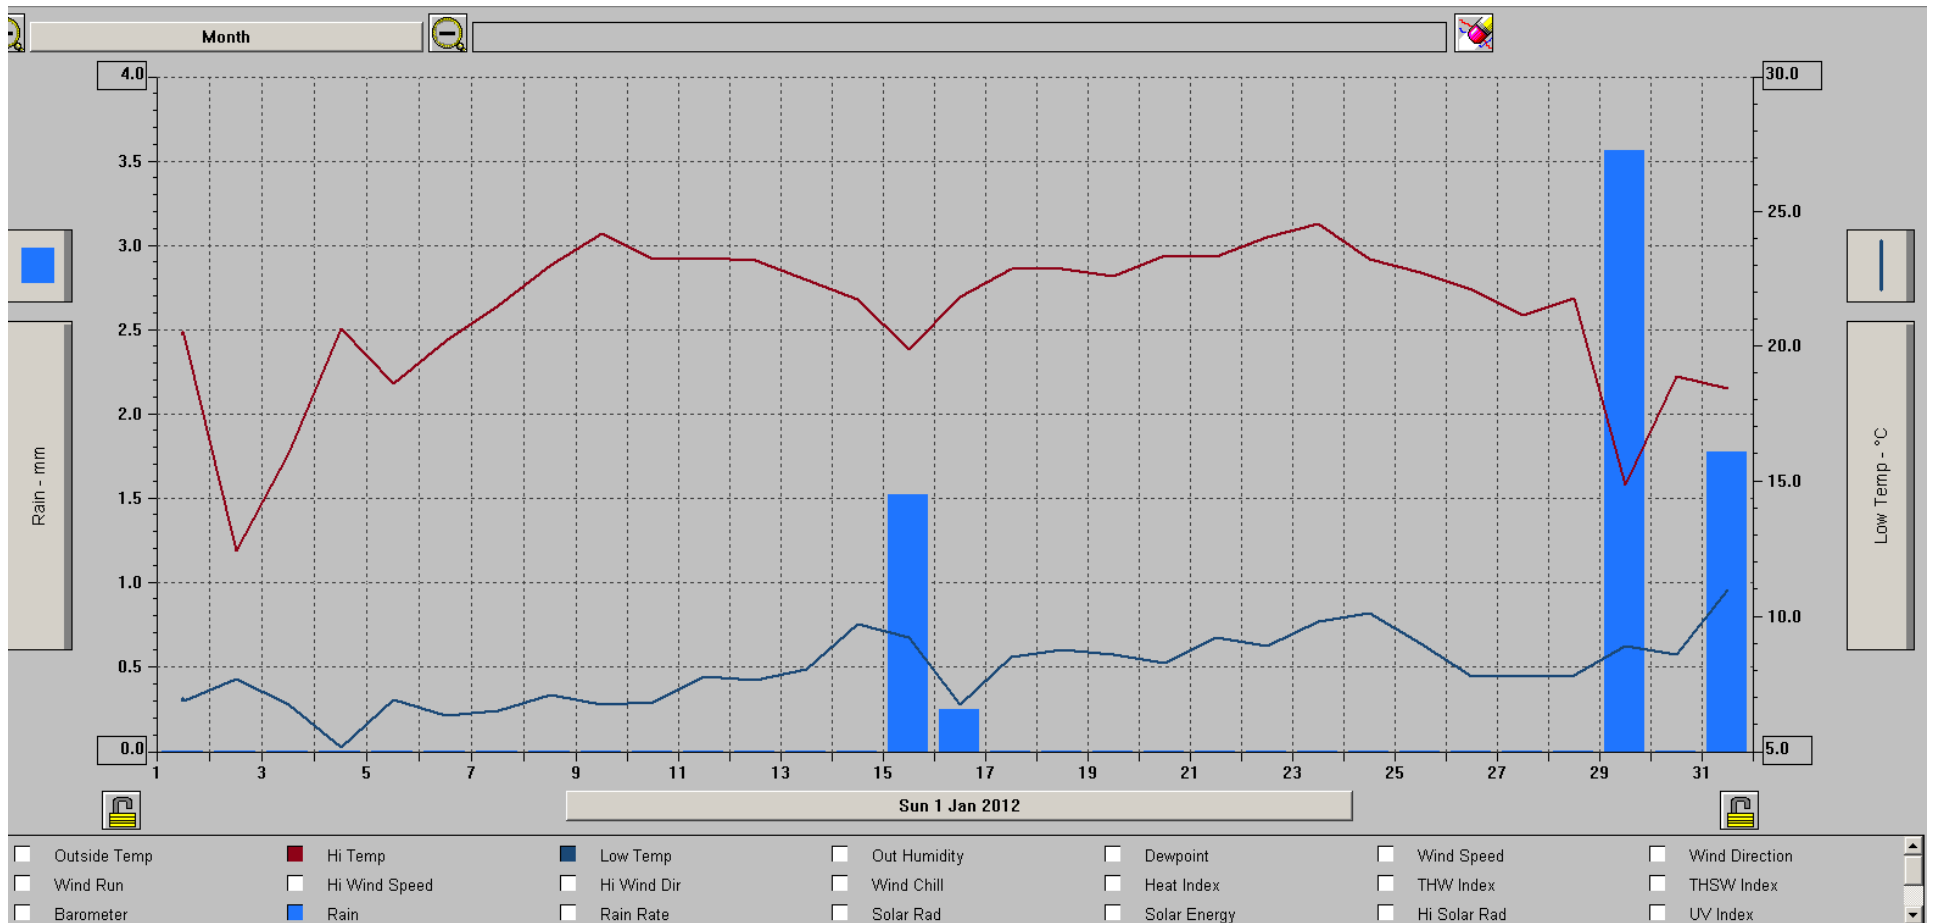 Month
4.0
30.0
3.5
3.0
2.5
2.0
1.5
1.0
0.5
0.0
25.0
20.0
15.0
10.0
5.0
Rain - mm
Low Temp - °C
1 3 5 7 9 11 13 15 17 19 21 23 25 27 29 31
Sun 1 Jan 2012
Outside Temp Hi Temp Low Temp Out Humidity Dewpoint Wind Speed Wind Direction
Wind Run Hi Wind Speed Hi Wind Dir Wind Chill Heat Index THW Index THSW Index
Barometer Rain Rain Rate Solar Rad Solar Energy Hi Solar Rad UV Index